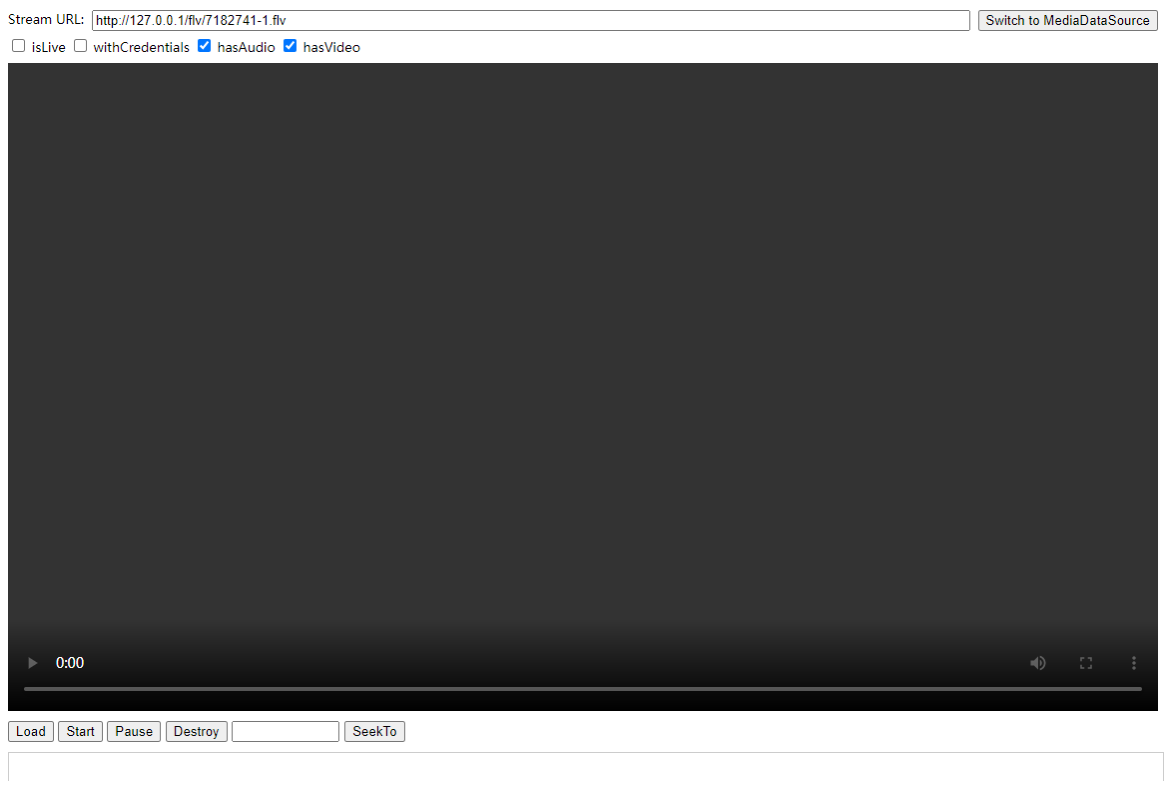 Stream URL: http://127.0.0.1/flv/7182741-1.flv Switch to MediaDataSource
isLive withCredentials hasAudio hasVideo
0:00
Load Start Pause Destroy SeekTo